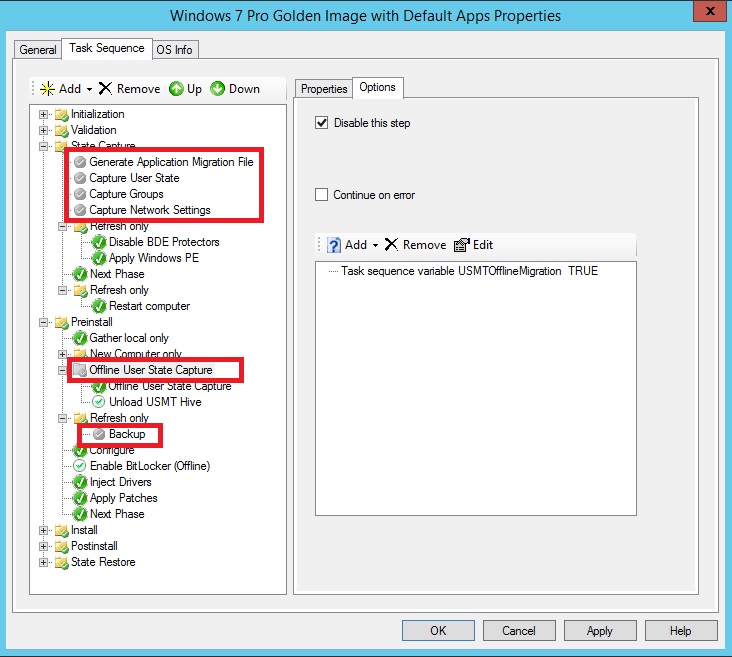 Windows 7 Pro Golden Image with Default Apps Properties
General Task Sequence OS Info
Add Remove Up Down
Initialization
Validation
State Capture
Generate Application Migration File
Capture User State
Capture Groups
Capture Network Settings
Refresh only
Disable BDE Protectors
Apply Windows PE
Next Phase
Refresh only
Restart computer
Preinstall
Gather local only
New Computer only
Offline User State Capture
Offline User State Capture
Unload USMT Hive
Refresh only
Backup
Configure
Enable BitLocker (Offline)
Inject Drivers
Apply Patches
Next Phase
Install
Postinstall
State Restore
Properties Options
Disable this step
Continue on error
Add Remove Edit
Task sequence variable USMTOfflineMigration TRUE
OK Cancel Apply Help